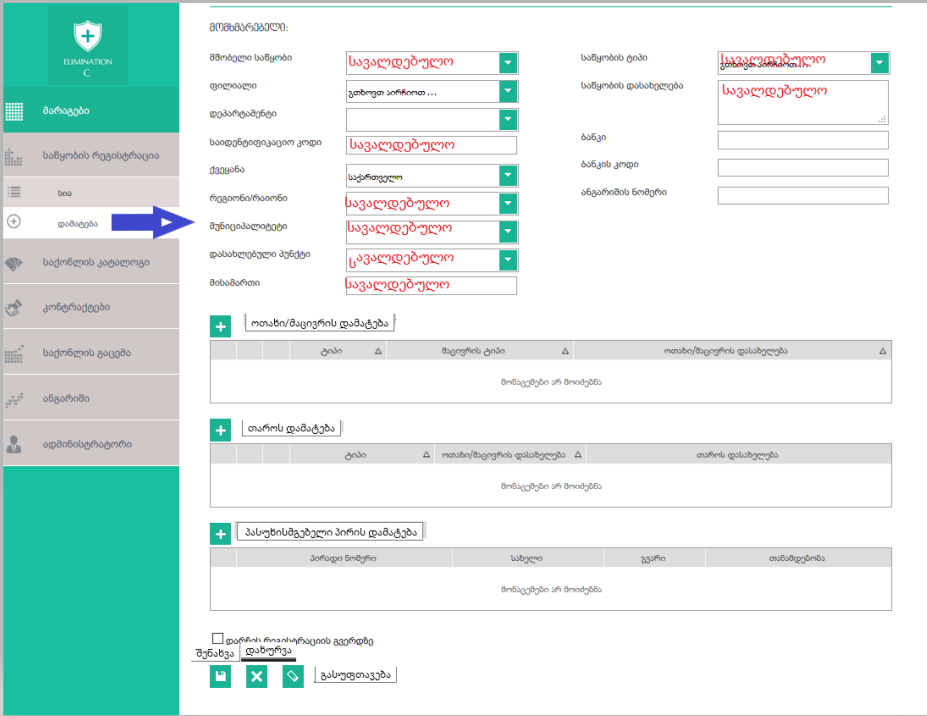 ELIMINATION
C
მარაგები
საწყობის რეგისტრაცია
სია
დამატება
საქონლის კატალოგი
კონტრაქტები
საქონლის გაცემა
ანგარიში
ადმინისტრატორი
მომხმარებელი:
მშობელი საწყობი სავალდებულო
ფილიალი გთხოვთ აირჩიოთ ...
დეპარტამენტი
საიდენტიფიკაციო კოდი სავალდებულო
ქვეყანა საქართველო
რეგიონი/რაიონი სავალდებულო
მუნიციპალიტეტი სავალდებულო
დასახლებული პუნქტი სავალდებულო
მისამართი სავალდებულო
საწყობის ტიპი სავალდებულო გთხოვთ აირჩიოთ ...
საწყობის დასახელება სავალდებულო
ბანკი
ბანკის კოდი
ანგარიშის ნომერი
ოთახი/მაცივრის დამატება
ტიპი მაცივრის ტიპი ოთახი/მაცივრის დასახელება
მონაცემები არ მოიძებნა
თაროს დამატება
ტიპი ოთახი/მაცივრის დასახელება თაროს დასახელება
მონაცემები არ მოიძებნა
პასუხისმგებელი პირის დამატება
პირადი ნომერი სახელი გვარი თანამდებობა
მონაცემები არ მოიძებნა
დარჩეს რეგისტრაციის გვერდზე
შენახვა დახურვა
გასუფთავება